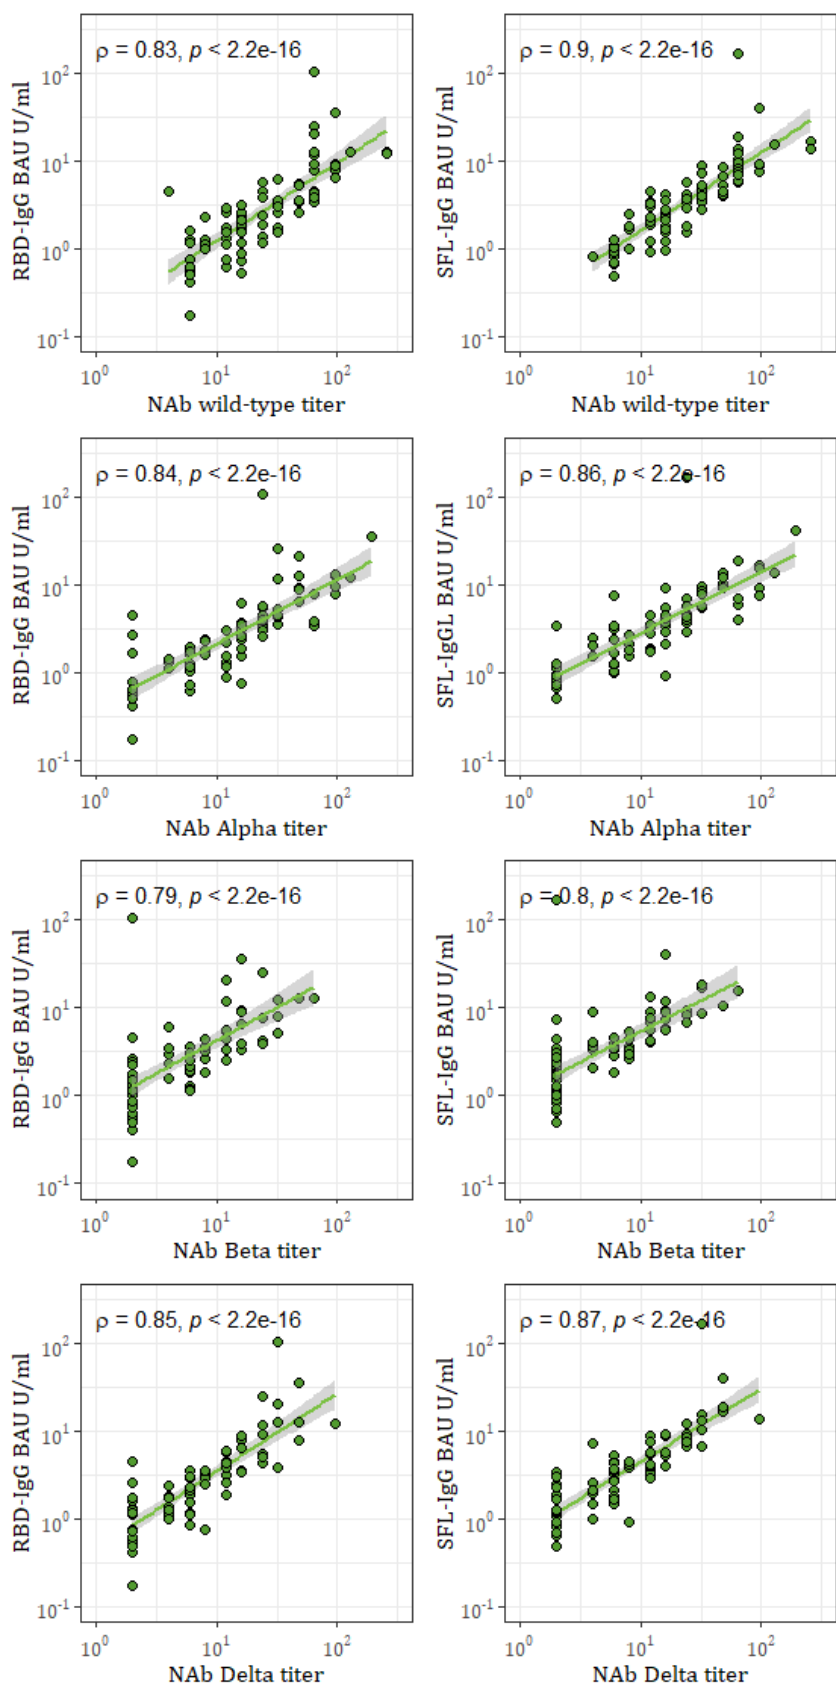 ρ = 0.83, p < 2.2e-16
RBD-IgG BAU U/ml
10²
10¹
10⁰
10⁻¹
10⁰ 10¹ 10²
NAb wild-type titer
ρ = 0.9, p < 2.2e-16
SFL-IgG BAU U/ml
10²
10¹
10⁰
10⁻¹
10⁰ 10¹ 10²
NAb wild-type titer
ρ = 0.84, p < 2.2e-16
RBD-IgG BAU U/ml
10²
10¹
10⁰
10⁻¹
10⁰ 10¹ 10²
NAb Alpha titer
ρ = 0.86, p < 2.2e-16
SFL-IgGL BAU U/ml
10²
10¹
10⁰
10⁻¹
10⁰ 10¹ 10²
NAb Alpha titer
ρ = 0.79, p < 2.2e-16
RBD-IgG BAU U/ml
10²
10¹
10⁰
10⁻¹
10⁰ 10¹ 10²
NAb Beta titer
ρ = 0.8, p < 2.2e-16
SFL-IgG BAU U/ml
10²
10¹
10⁰
10⁻¹
10⁰ 10¹ 10²
NAb Beta titer
ρ = 0.85, p < 2.2e-16
RBD-IgG BAU U/ml
10²
10¹
10⁰
10⁻¹
10⁰ 10¹ 10²
NAb Delta titer
ρ = 0.87, p < 2.2e-16
SFL-IgG BAU U/ml
10²
10¹
10⁰
10⁻¹
10⁰ 10¹ 10²
NAb Delta titer